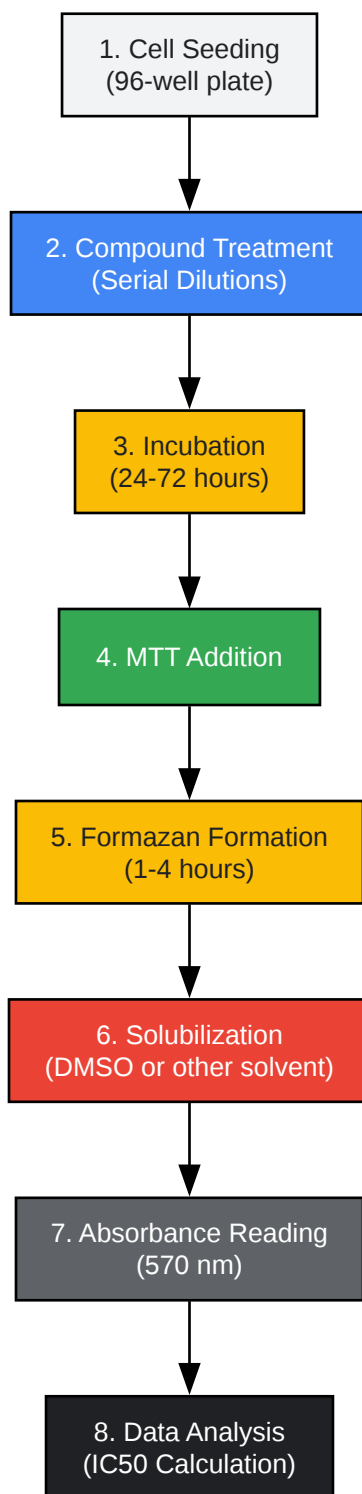 1. Cell Seeding
(96-well plate)
2. Compound Treatment
(Serial Dilutions)
3. Incubation
(24-72 hours)
4. MTT Addition
5. Formazan Formation
(1-4 hours)
6. Solubilization
(DMSO or other solvent)
7. Absorbance Reading
(570 nm)
8. Data Analysis
(IC50 Calculation)